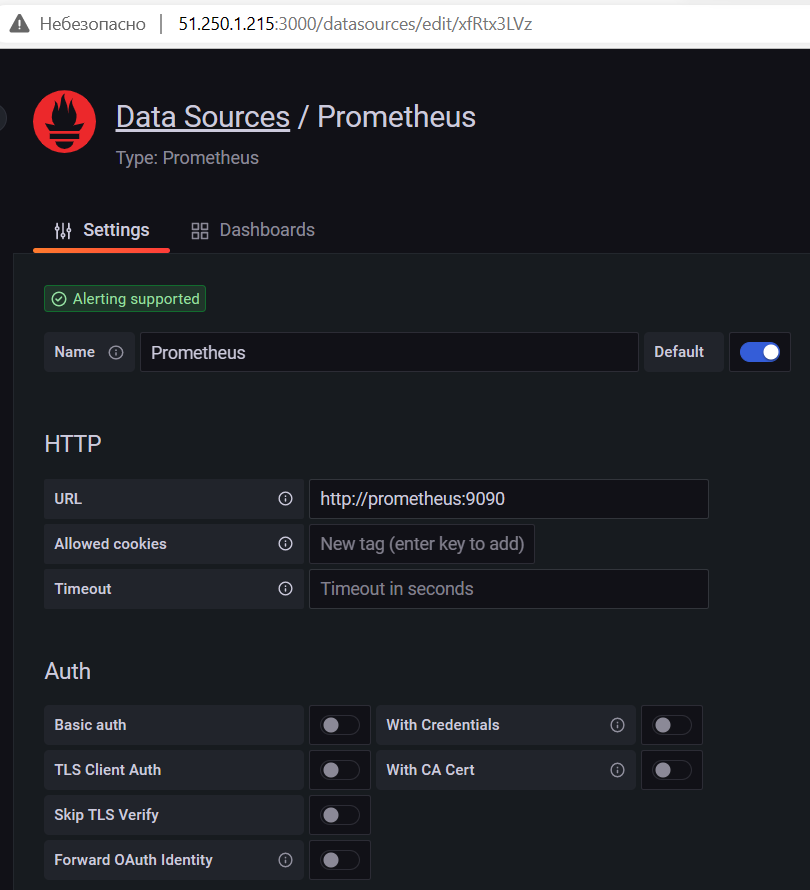 Небезопасно 51.250.1.215:3000/datasources/edit/xfRtx3LVz
Data Sources / Prometheus
Type: Prometheus
Settings Dashboards
Alerting supported
Name Prometheus Default
HTTP
URL http://prometheus:9090
Allowed cookies New tag (enter key to add)
Timeout Timeout in seconds
Auth
Basic auth With Credentials
TLS Client Auth With CA Cert
Skip TLS Verify
Forward OAuth Identity